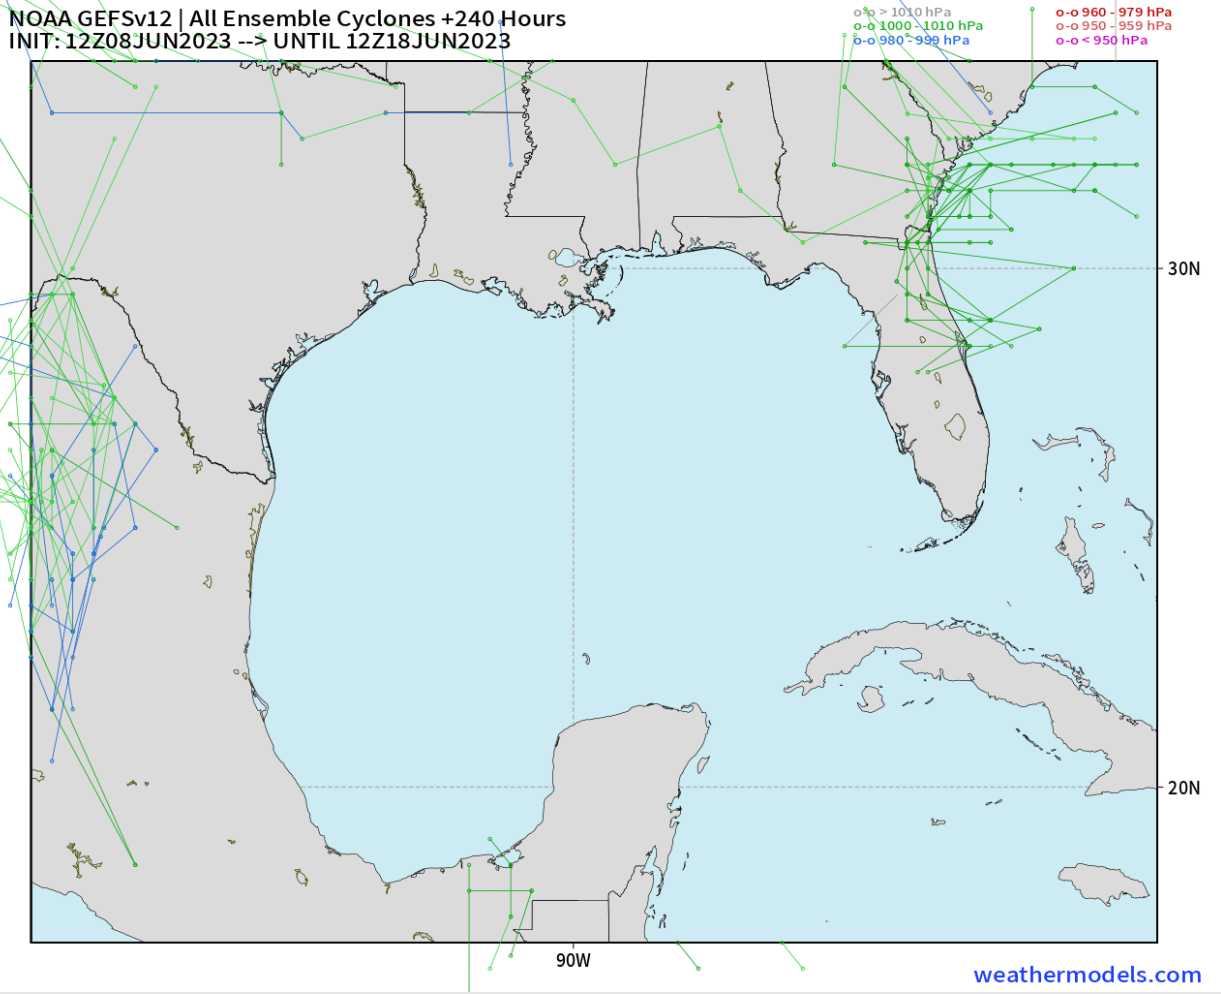 NOAA GEFSv12 | All Ensemble Cyclones +240 Hours
INIT: 12Z08JUN2023 --> UNTIL 12Z18JUN2023
o-o > 1010 hPa
o-o 1000 - 1010 hPa
o-o 980 - 999 hPa
o-o 960 - 979 hPa
o-o 950 - 959 hPa
o-o < 950 hPa
30N
20N
90W
weathermodels.com